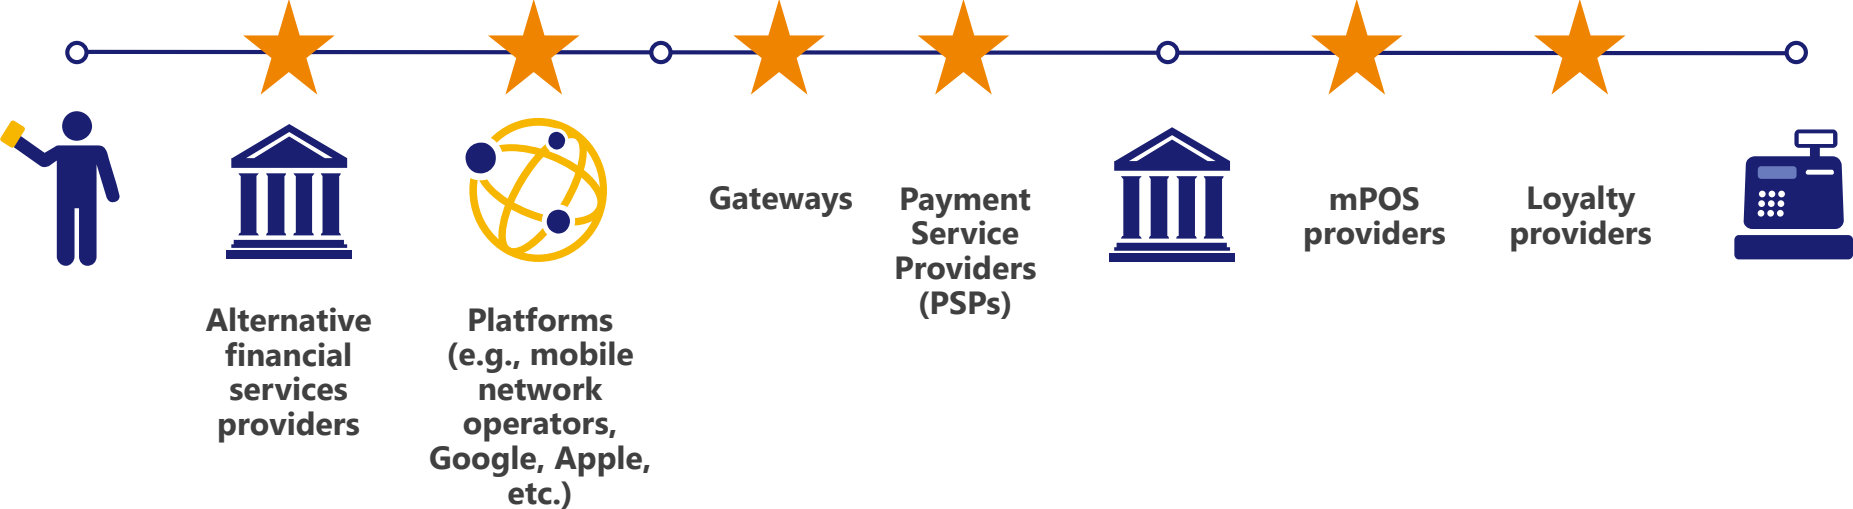 Alternative
financial
services
providers
Platforms
(e.g., mobile
network
operators,
Google, Apple,
etc.)
Gateways
Payment
Service
Providers
(PSPs)
mPOS
providers
Loyalty
providers